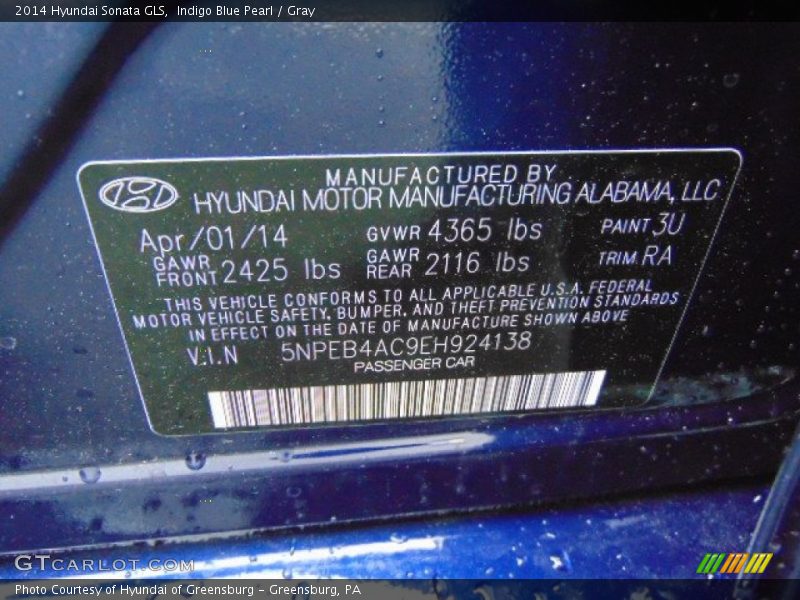 2014 Hyundai Sonata GLS, Indigo Blue Pearl / Gray
MANUFACTURED BY
HYUNDAI MOTOR MANUFACTURING ALABAMA, LLC
Apr/01/14 GVWR 4365 lbs PAINT 3U
GAWR FRONT 2425 lbs GAWR REAR 2116 lbs TRIM RA
THIS VEHICLE CONFORMS TO ALL APPLICABLE U.S.A. FEDERAL
MOTOR VEHICLE SAFETY, BUMPER, AND THEFT PREVENTION STANDARDS
IN EFFECT ON THE DATE OF MANUFACTURE SHOWN ABOVE
V.I.N 5NPEB4AC9EH924138
PASSENGER CAR
GTCARLOT.COM
Photo Courtesy of Hyundai of Greensburg - Greensburg, PA